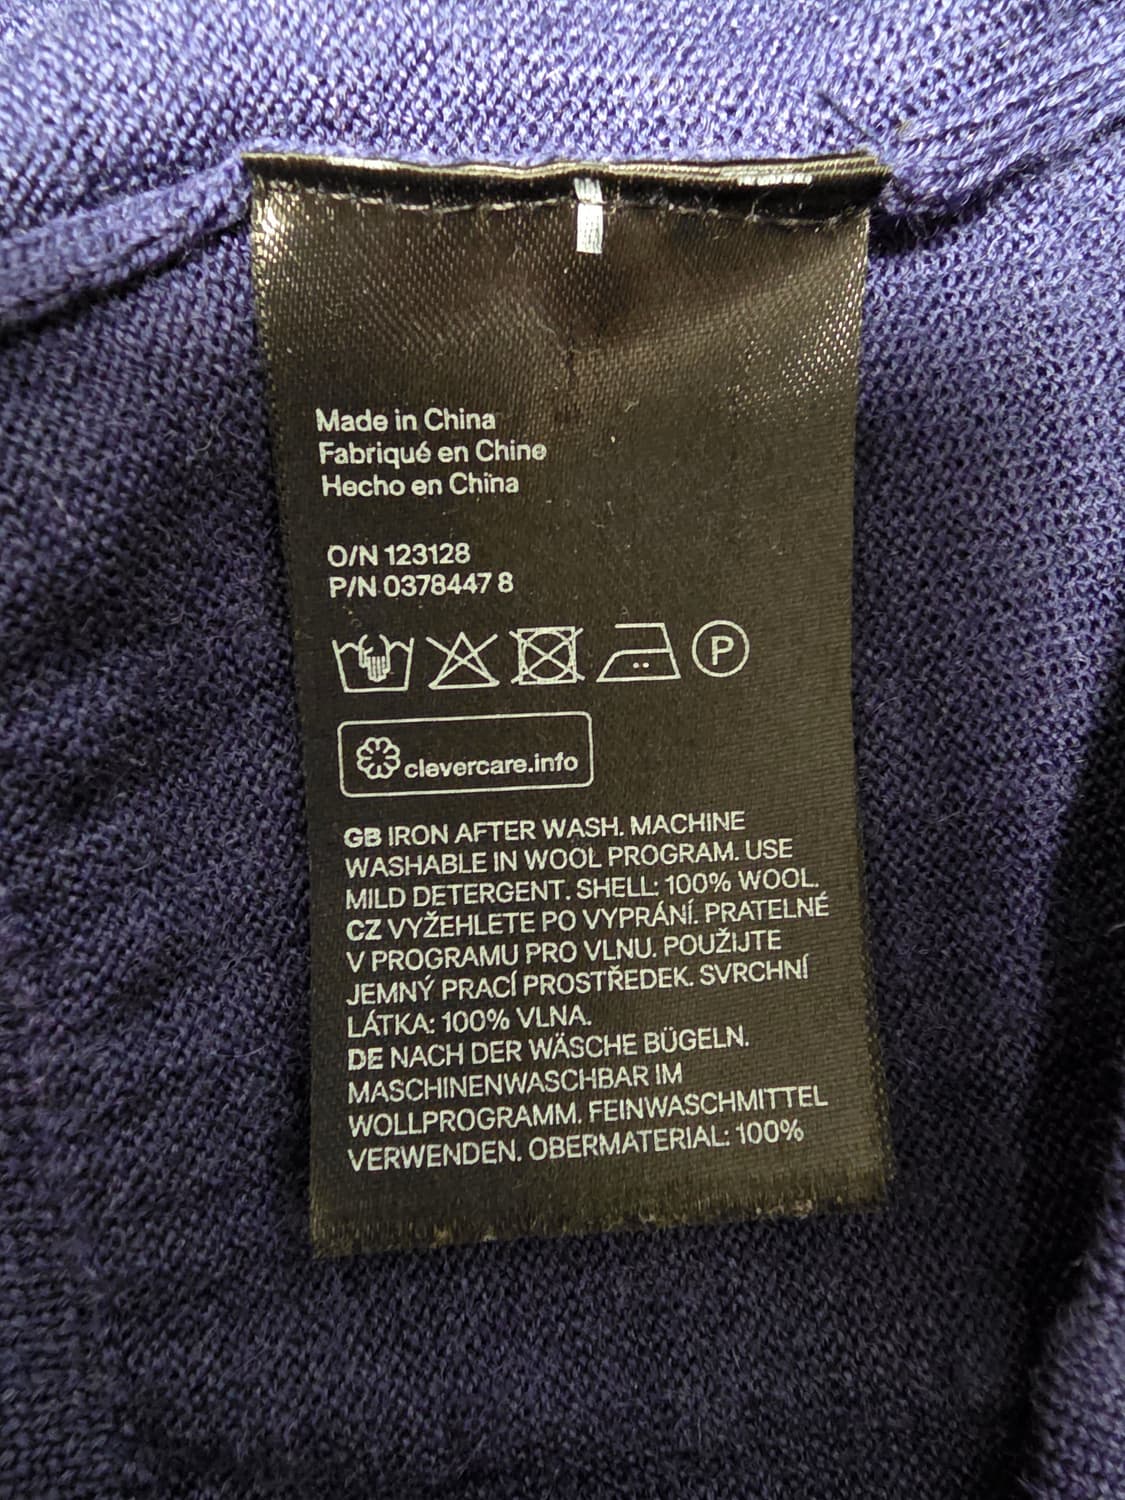 Made in China
Fabriqué en Chine
Hecho en China
O/N 123128
P/N 0378447 8
P
clevercare.info
GB IRON AFTER WASH. MACHINE
WASHABLE IN WOOL PROGRAM. USE
MILD DETERGENT. SHELL: 100% WOOL.
CZ VYŽEHLETE PO VYPRÁNÍ. PRATELNÉ
V PROGRAMU PRO VLNU. POUŽIJTE
JEMNÝ PRACÍ PROSTŘEDEK. SVRCHNÍ
LÁTKA: 100% VLNA.
DE NACH DER WÄSCHE BÜGELN.
MASCHINENWASCHBAR IM
WOLLPROGRAMM. FEINWASCHMITTEL
VERWENDEN. OBERMATERIAL: 100%